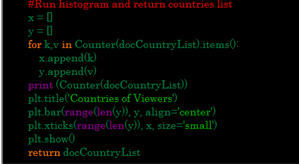 #Run histogram and return countries list
x = []
y = []
for k,v in Counter(docCountryList).items():
x.append(k)
y.append(v)
print (Counter(docCountryList))
plt.title('Countries of Viewers')
plt.bar(range(len(y)), y, align='center')
plt.xticks(range(len(y)), x, size='small')
plt.show()
return docCountryList